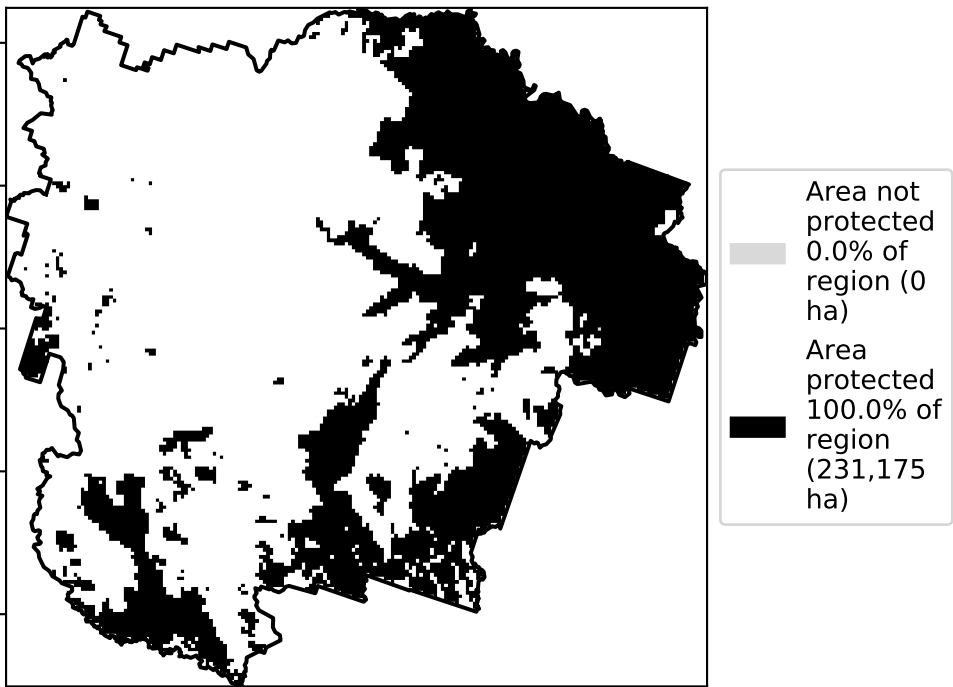 Area not
protected
0.0% of
region (0
ha)
Area
protected
100.0% of
region
(231,175
ha)